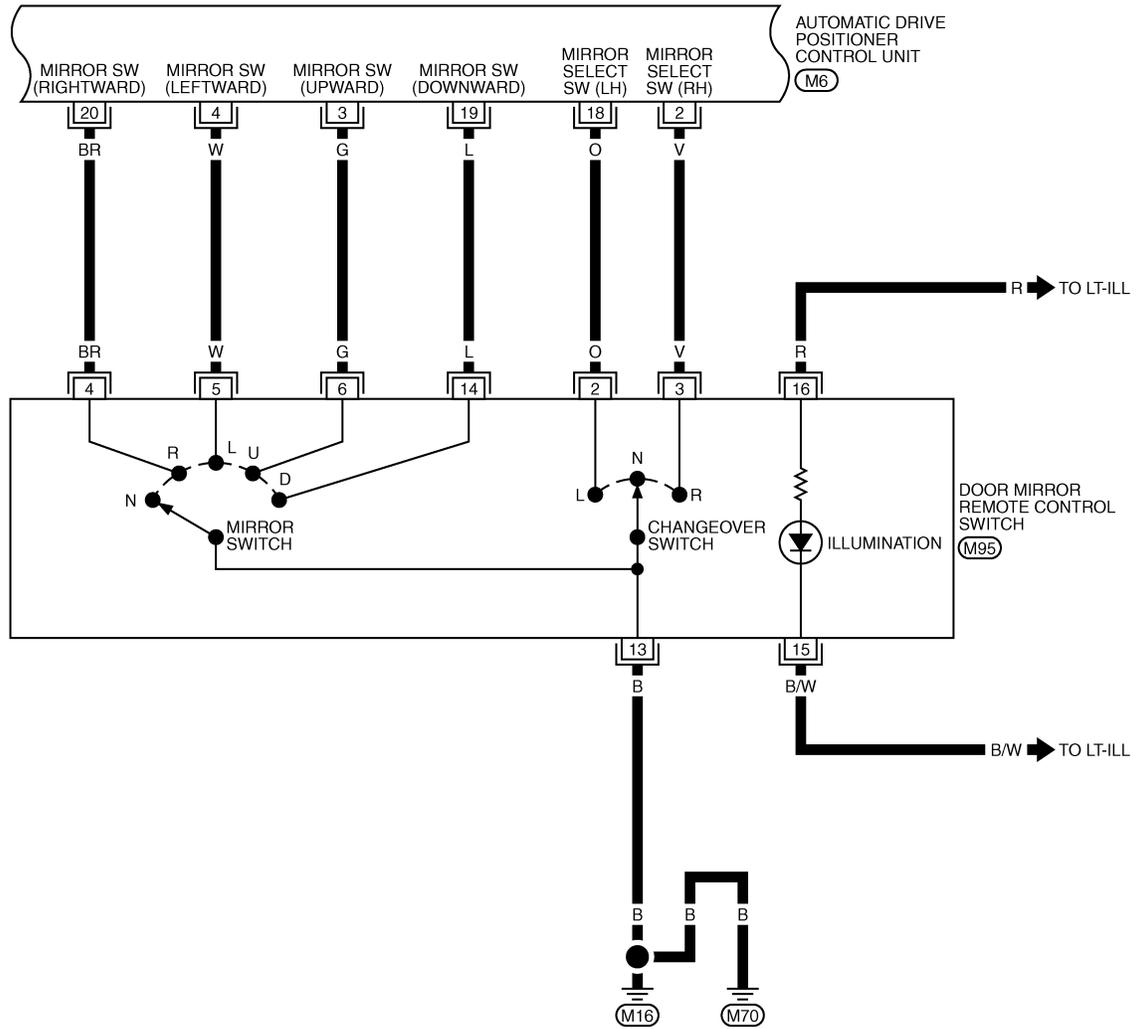 AUTOMATIC DRIVE
POSITIONER
CONTROL UNIT
M6
MIRROR SW
(RIGHTWARD)
MIRROR SW
(LEFTWARD)
MIRROR SW
(UPWARD)
MIRROR SW
(DOWNWARD)
MIRROR
SELECT
SW (LH)
MIRROR
SELECT
SW (RH)
20 4 3 19 18 2
BR W G L O V
R TO LT-ILL
BR W G L O V R
4 5 6 14 2 3 16
R L U D
N
MIRROR
SWITCH
N
L R
CHANGEOVER
SWITCH
ILLUMINATION
DOOR MIRROR
REMOTE CONTROL
SWITCH
M95
13 15
B B/W
B/W TO LT-ILL
B B B
M16 M70